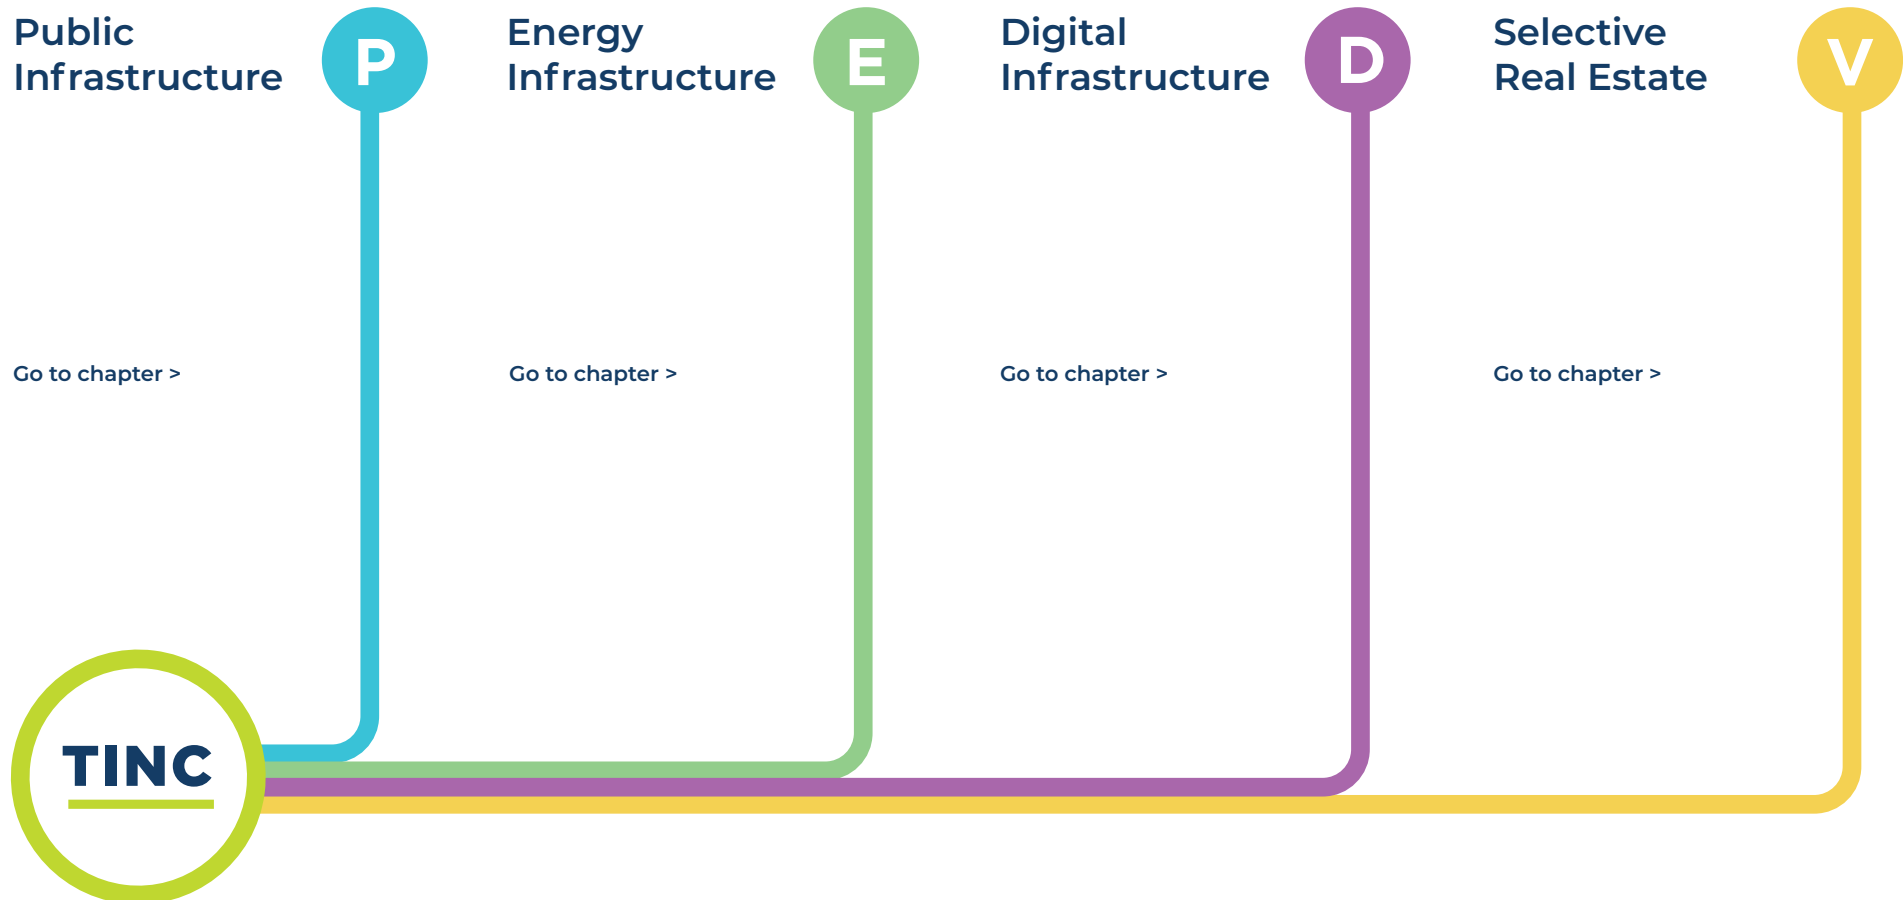 Public
Infrastructure
P
Energy
Infrastructure
E
Digital
Infrastructure
D
Selective
Real Estate
V
Go to chapter >
Go to chapter >
Go to chapter >
Go to chapter >
TINC